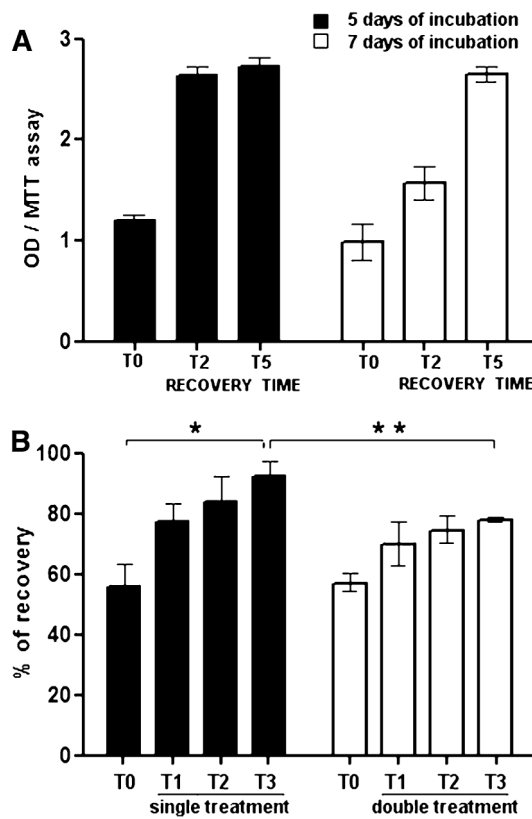 A
■ 5 days of incubation
□ 7 days of incubation
OD / MTT assay
3
2
1
0
T0 T2 T5 T0 T2 T5
RECOVERY TIME RECOVERY TIME
B
* * *
% of recovery
100
80
60
40
20
0
T0 T1 T2 T3 T0 T1 T2 T3
single treatment double treatment